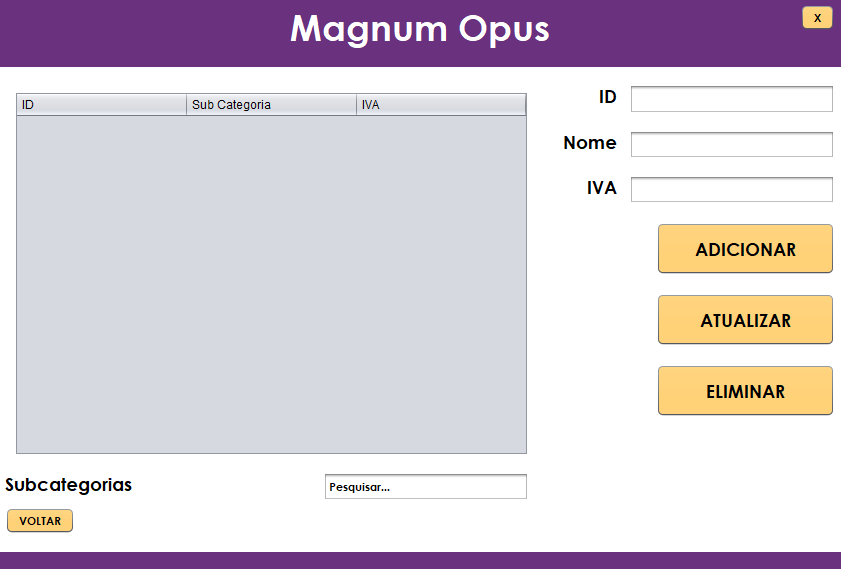 Magnum Opus
X
ID Sub Categoria IVA
ID
Nome
IVA
ADICIONAR
ATUALIZAR
ELIMINAR
Subcategorias
Pesquisar...
VOLTAR